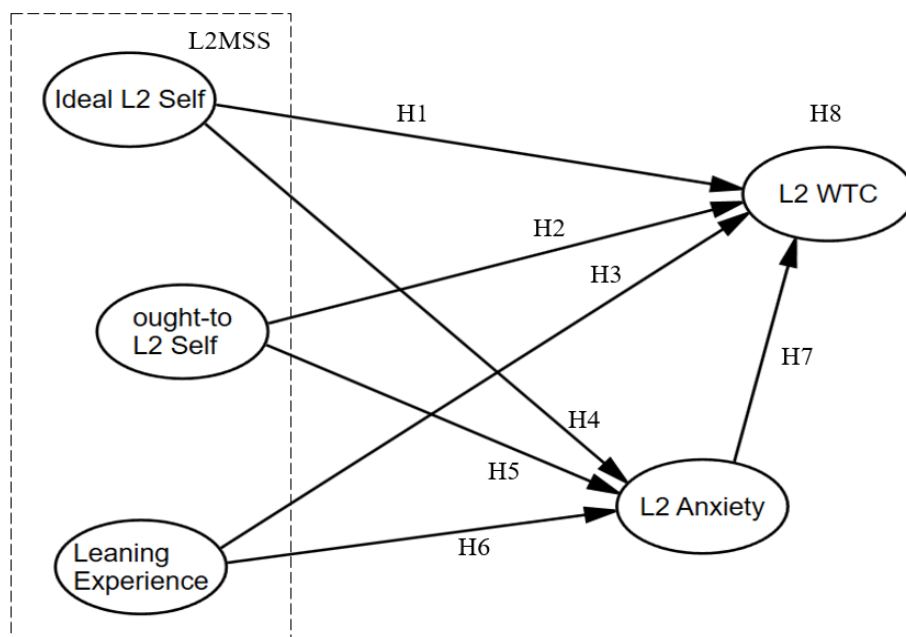 L2MSS
Ideal L2 Self
H1
H8
L2 WTC
H2
H3
ought-to
L2 Self
H7
H4
H5
L2 Anxiety
H6
Leaning
Experience